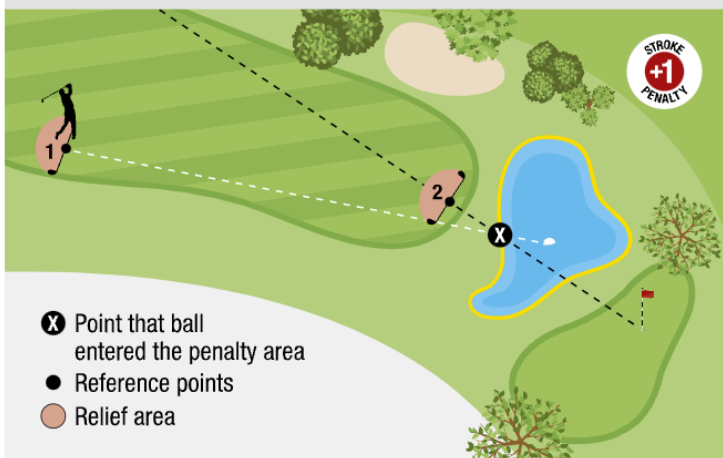 STROKE
+1
PENALTY
1
2
X
X Point that ball
entered the penalty area
Reference points
Relief area